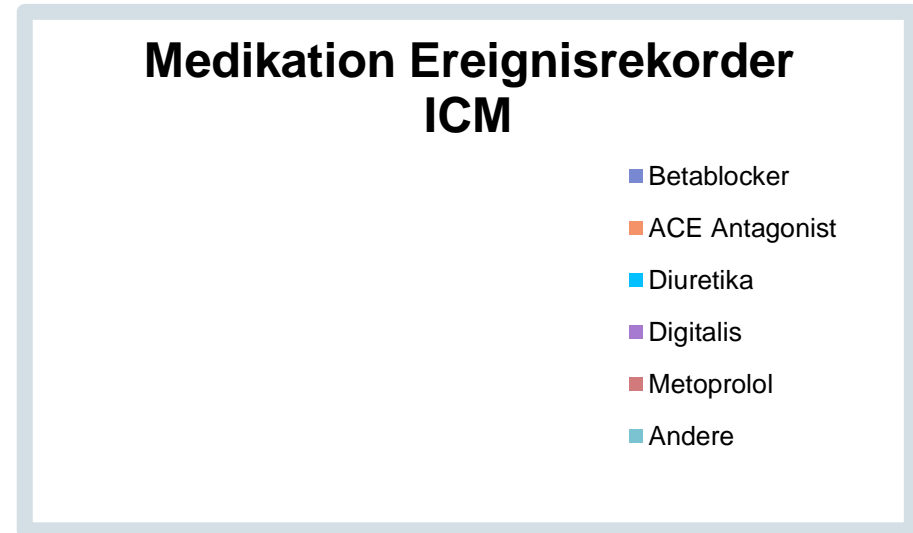 Medikation Ereignisrekorder
ICM
Betablocker
ACE Antagonist
Diuretika
Digitalis
Metoprolol
Andere